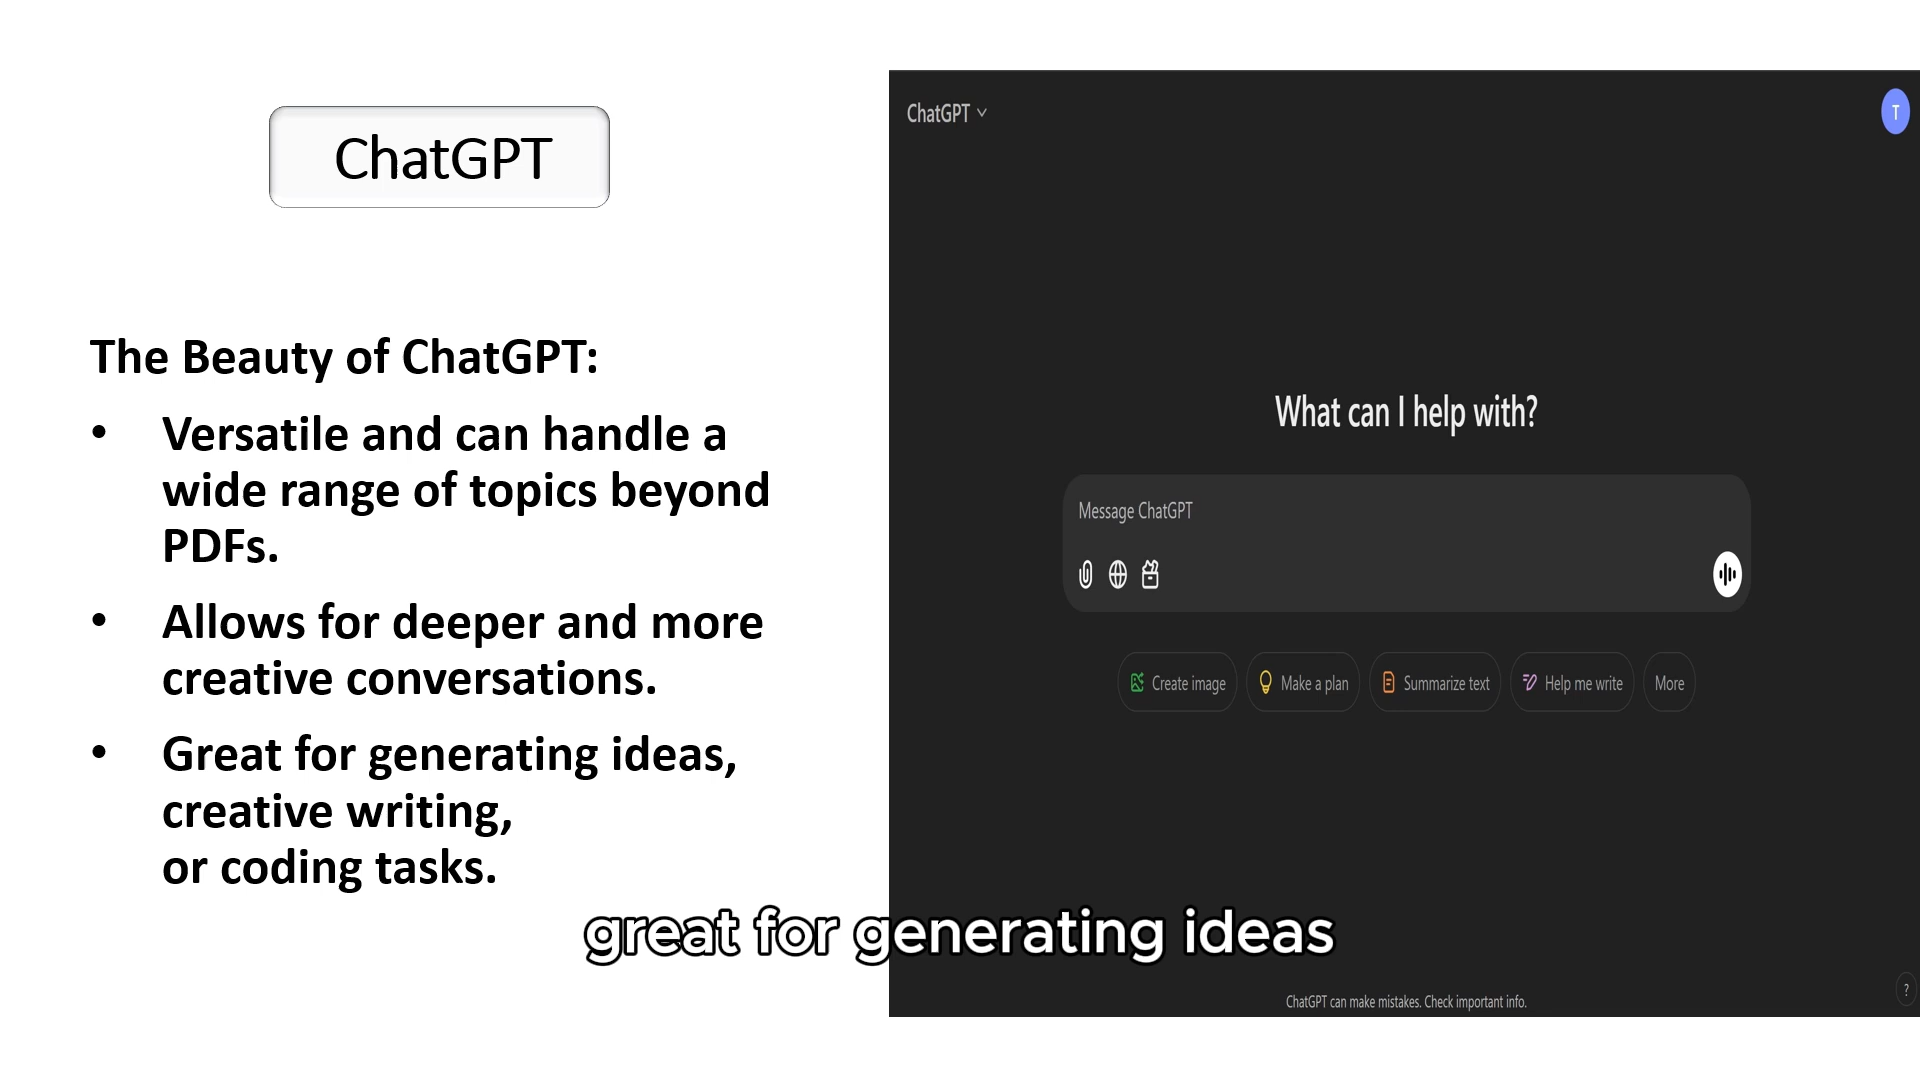 ChatGPT
The Beauty of ChatGPT:
• Versatile and can handle a
wide range of topics beyond
PDFs.
• Allows for deeper and more
creative conversations.
• Great for generating ideas,
creative writing,
or coding tasks.
great for generating ideas
ChatGPT
T
What can I help with?
Message ChatGPT
Create image
Make a plan
Summarize text
Help me write
More
ChatGPT can make mistakes. Check important info.
?